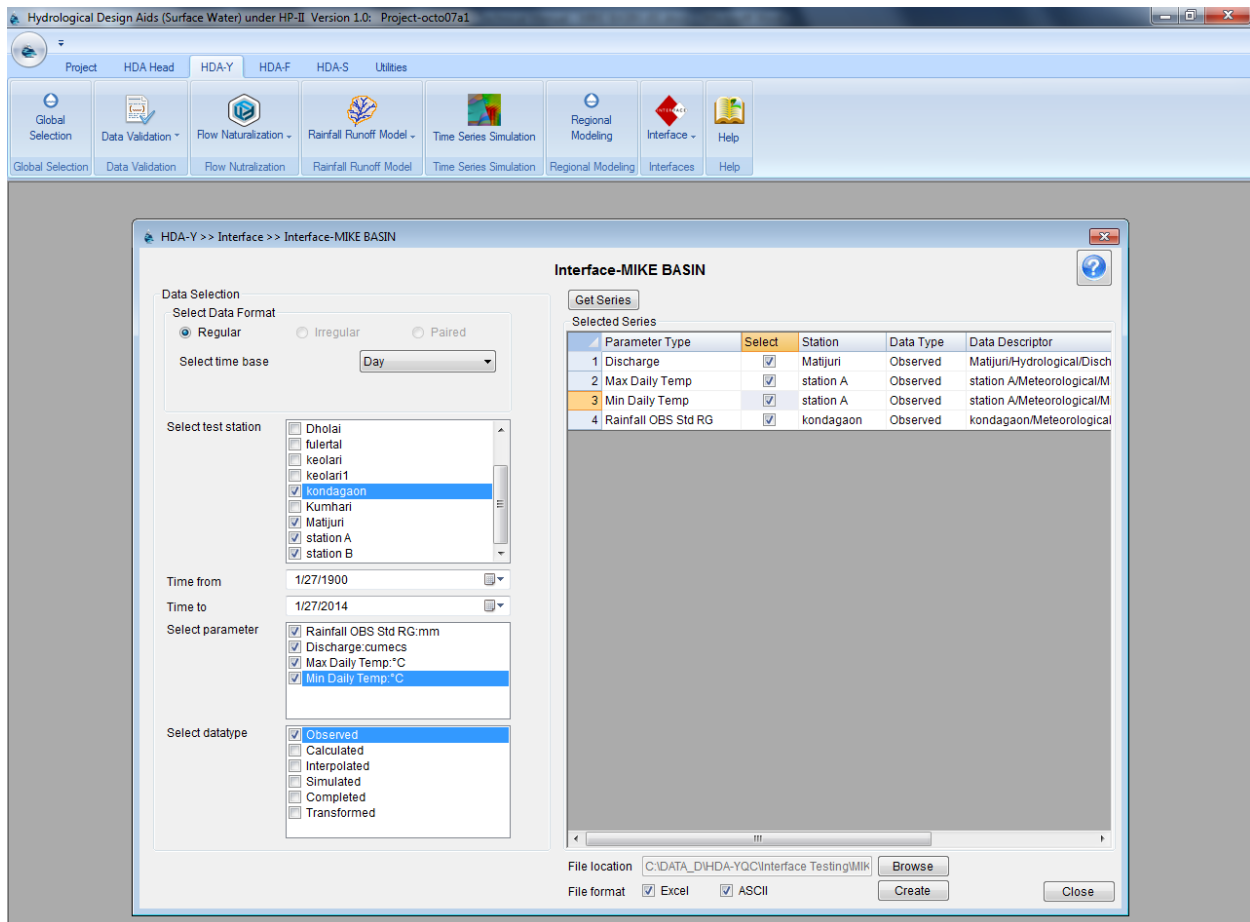 Hydrological Design Aids (Surface Water) under HP-II Version 1.0: Project-octo07a1
Project HDA Head HDA-Y HDA-F HDA-S Utilities
Global Selection Data Validation Flow Naturalization Rainfall Runoff Model Time Series Simulation Regional Modeling Interface Help
Global Selection Data Validation Flow Nutralization Rainfall Runoff Model Time Series Simulation Regional Modeling Interfaces Help
HDA-Y >> Interface >> Interface-MIKE BASIN
Interface-MIKE BASIN
Data Selection
Select Data Format
Regular Irregular Paired
Select time base Day
Select test station
Dholai
fulertal
keolari
keolari1
kondagaon
Kumhari
Matijuri
station A
station B
Time from 1/27/1900
Time to 1/27/2014
Select parameter
Rainfall OBS Std RG:mm
Discharge:cumecs
Max Daily Temp:°C
Min Daily Temp:°C
Select datatype
Observed
Calculated
Interpolated
Simulated
Completed
Transformed
Get Series
Selected Series
Parameter Type Select Station Data Type Data Descriptor
1 Discharge Matijuri Observed Matijuri/Hydrological/Disch
2 Max Daily Temp station A Observed station A/Meteorological/M
3 Min Daily Temp station A Observed station A/Meteorological/M
4 Rainfall OBS Std RG kondagaon Observed kondagaon/Meteorological
File location C:\DATA_D\HDA-YQC\Interface Testing\MIK Browse
File format Excel ASCII Create Close